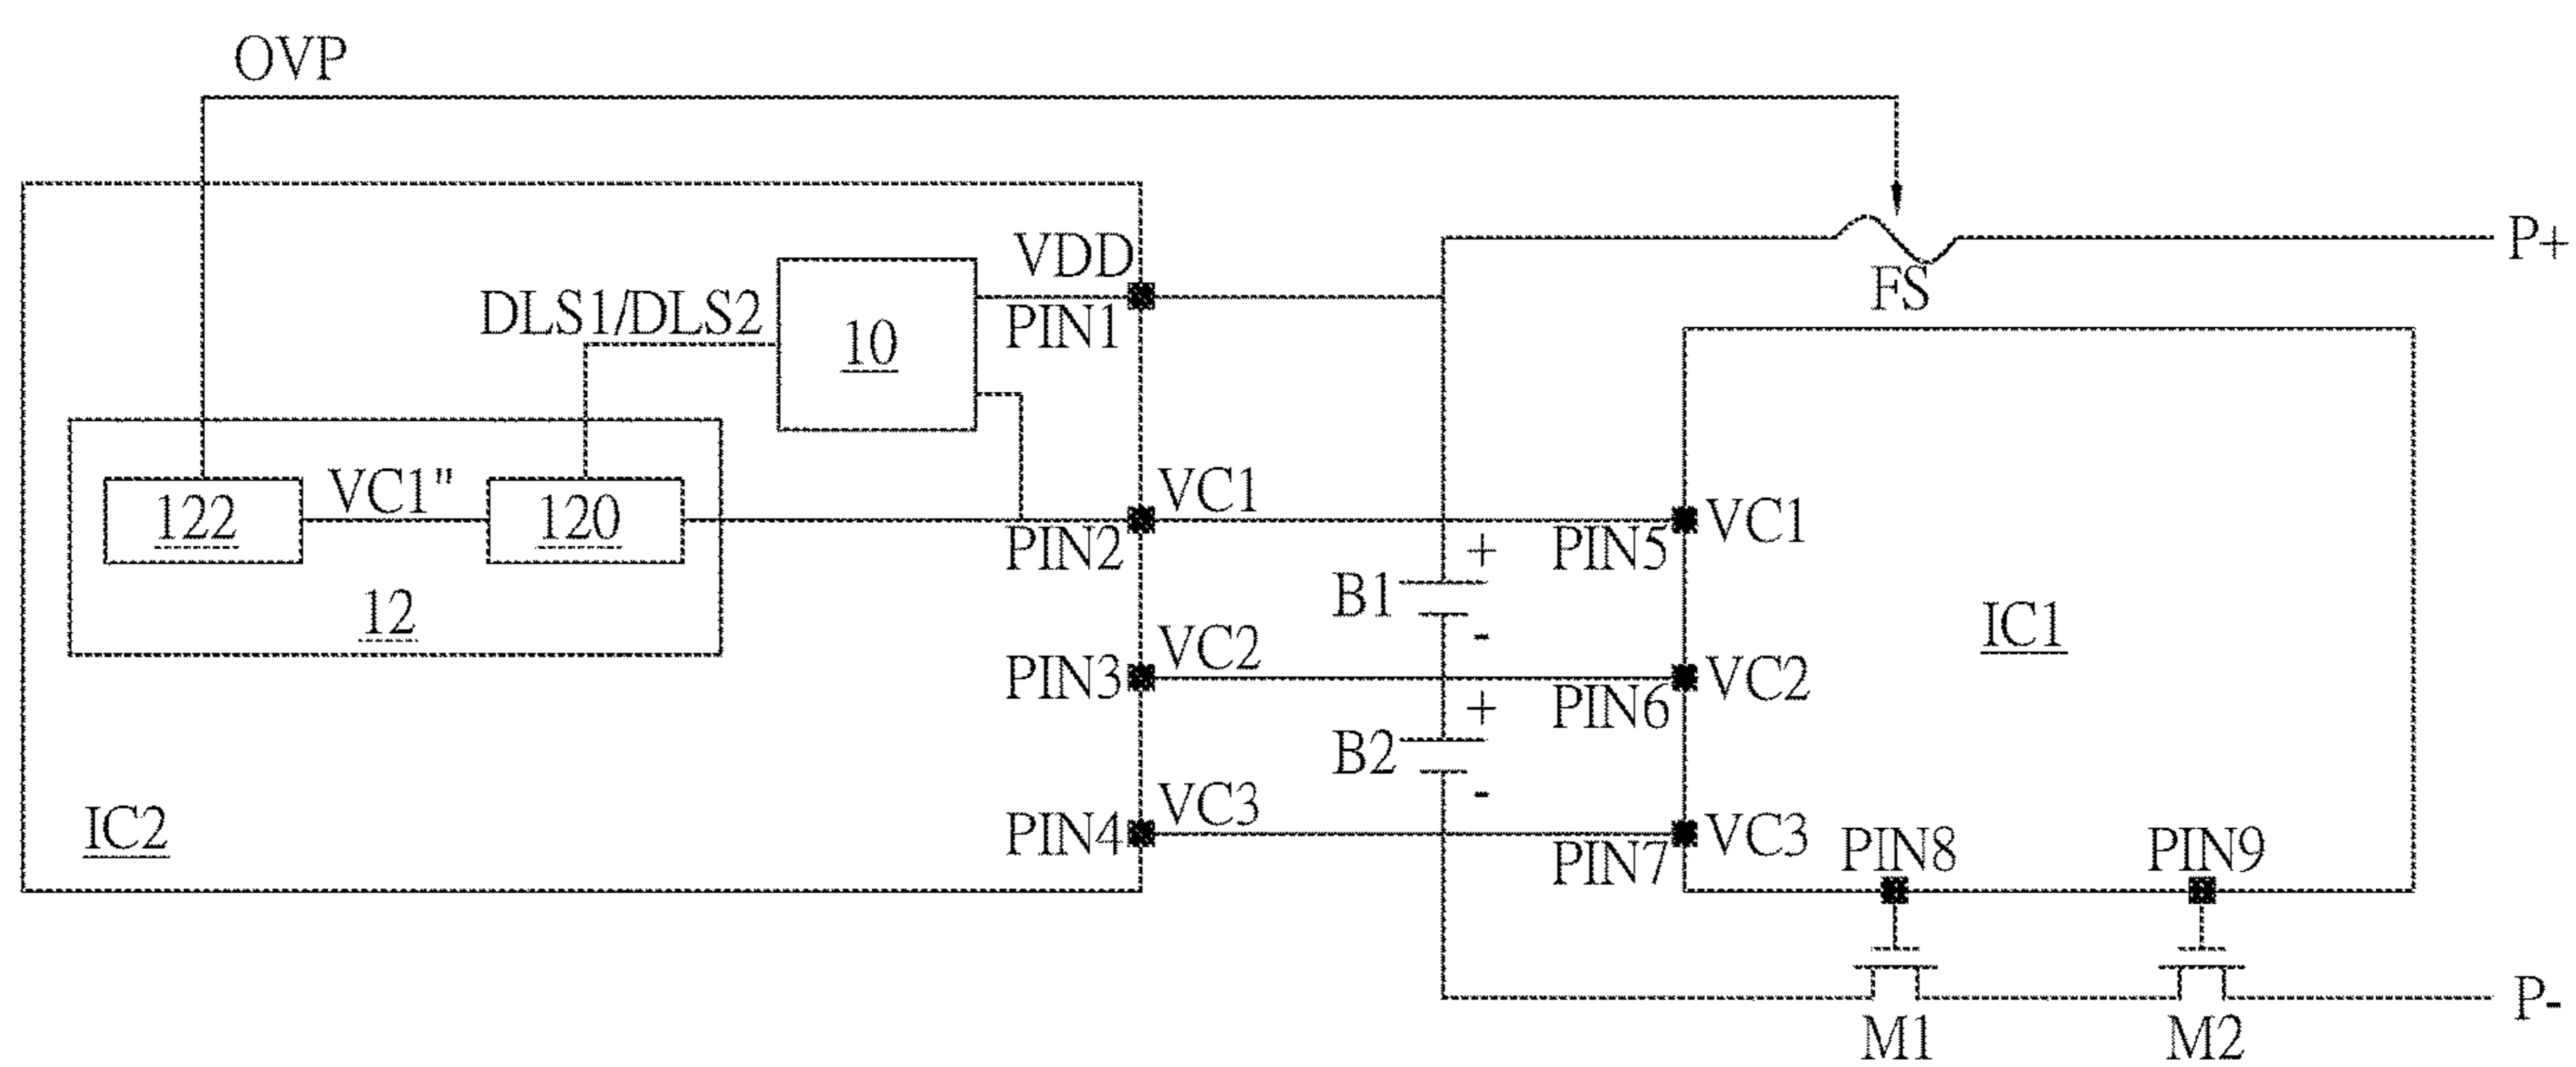 OVP
P+
VDD
FS
DLS1/DLS2
10
PIN1
VC1"
122
120
VC1
PIN2
PIN5
VC1
+
B1
-
12
IC1
VC2
PIN3
PIN6
VC2
+
B2
-
IC2
VC3
PIN4
PIN7
VC3
PIN8
PIN9
P-
M1
M2